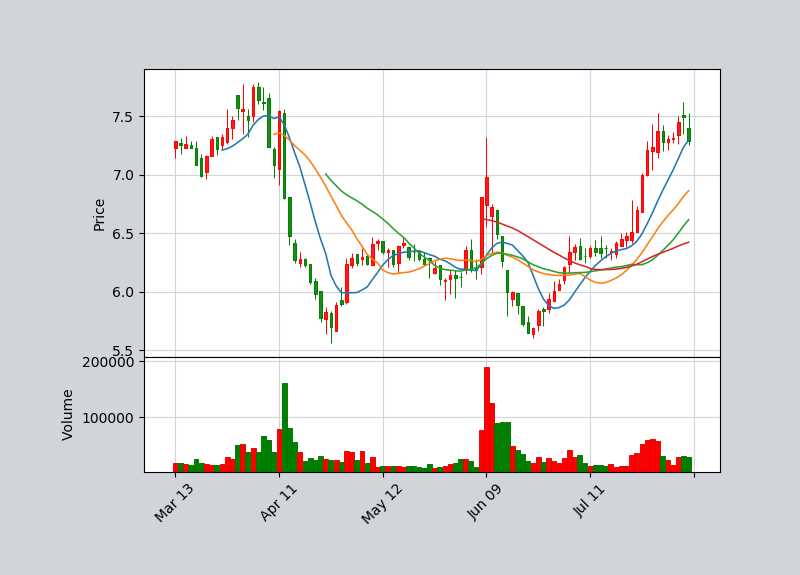 7.5
7.0
6.5
6.0
5.5
Price
200000
100000
Volume
Mar 13
Apr 11
May 12
Jun 09
Jul 11